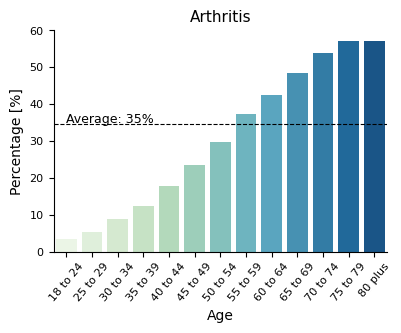 Arthritis
Percentage [%]
60
50
40
30
20
10
0
Average: 35%
18 to 24
25 to 29
30 to 34
35 to 39
40 to 44
45 to 49
50 to 54
55 to 59
60 to 64
65 to 69
70 to 74
75 to 79
80 plus
Age